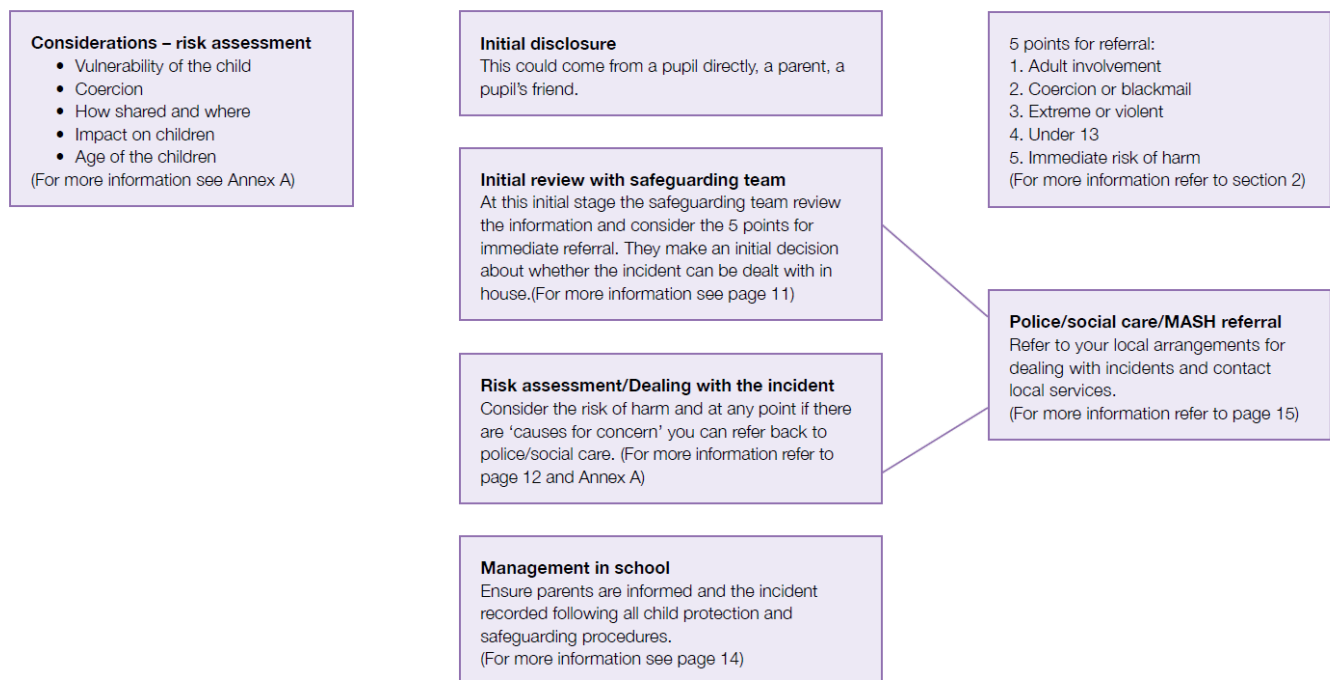 Considerations – risk assessment
• Vulnerability of the child
• Coercion
• How shared and where
• Impact on children
• Age of the children
(For more information see Annex A)
Initial disclosure
This could come from a pupil directly, a parent, a
pupil's friend.
5 points for referral:
1. Adult involvement
2. Coercion or blackmail
3. Extreme or violent
4. Under 13
5. Immediate risk of harm
(For more information refer to section 2)
Initial review with safeguarding team
At this initial stage the safeguarding team review
the information and consider the 5 points for
immediate referral. They make an initial decision
about whether the incident can be dealt with in
house.(For more information see page 11)
Police/social care/MASH referral
Refer to your local arrangements for
dealing with incidents and contact
local services.
(For more information refer to page 15)
Risk assessment/Dealing with the incident
Consider the risk of harm and at any point if there
are 'causes for concern' you can refer back to
police/social care. (For more information refer to
page 12 and Annex A)
Management in school
Ensure parents are informed and the incident
recorded following all child protection and
safeguarding procedures.
(For more information see page 14)